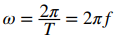 ω = 2π/T = 2πf